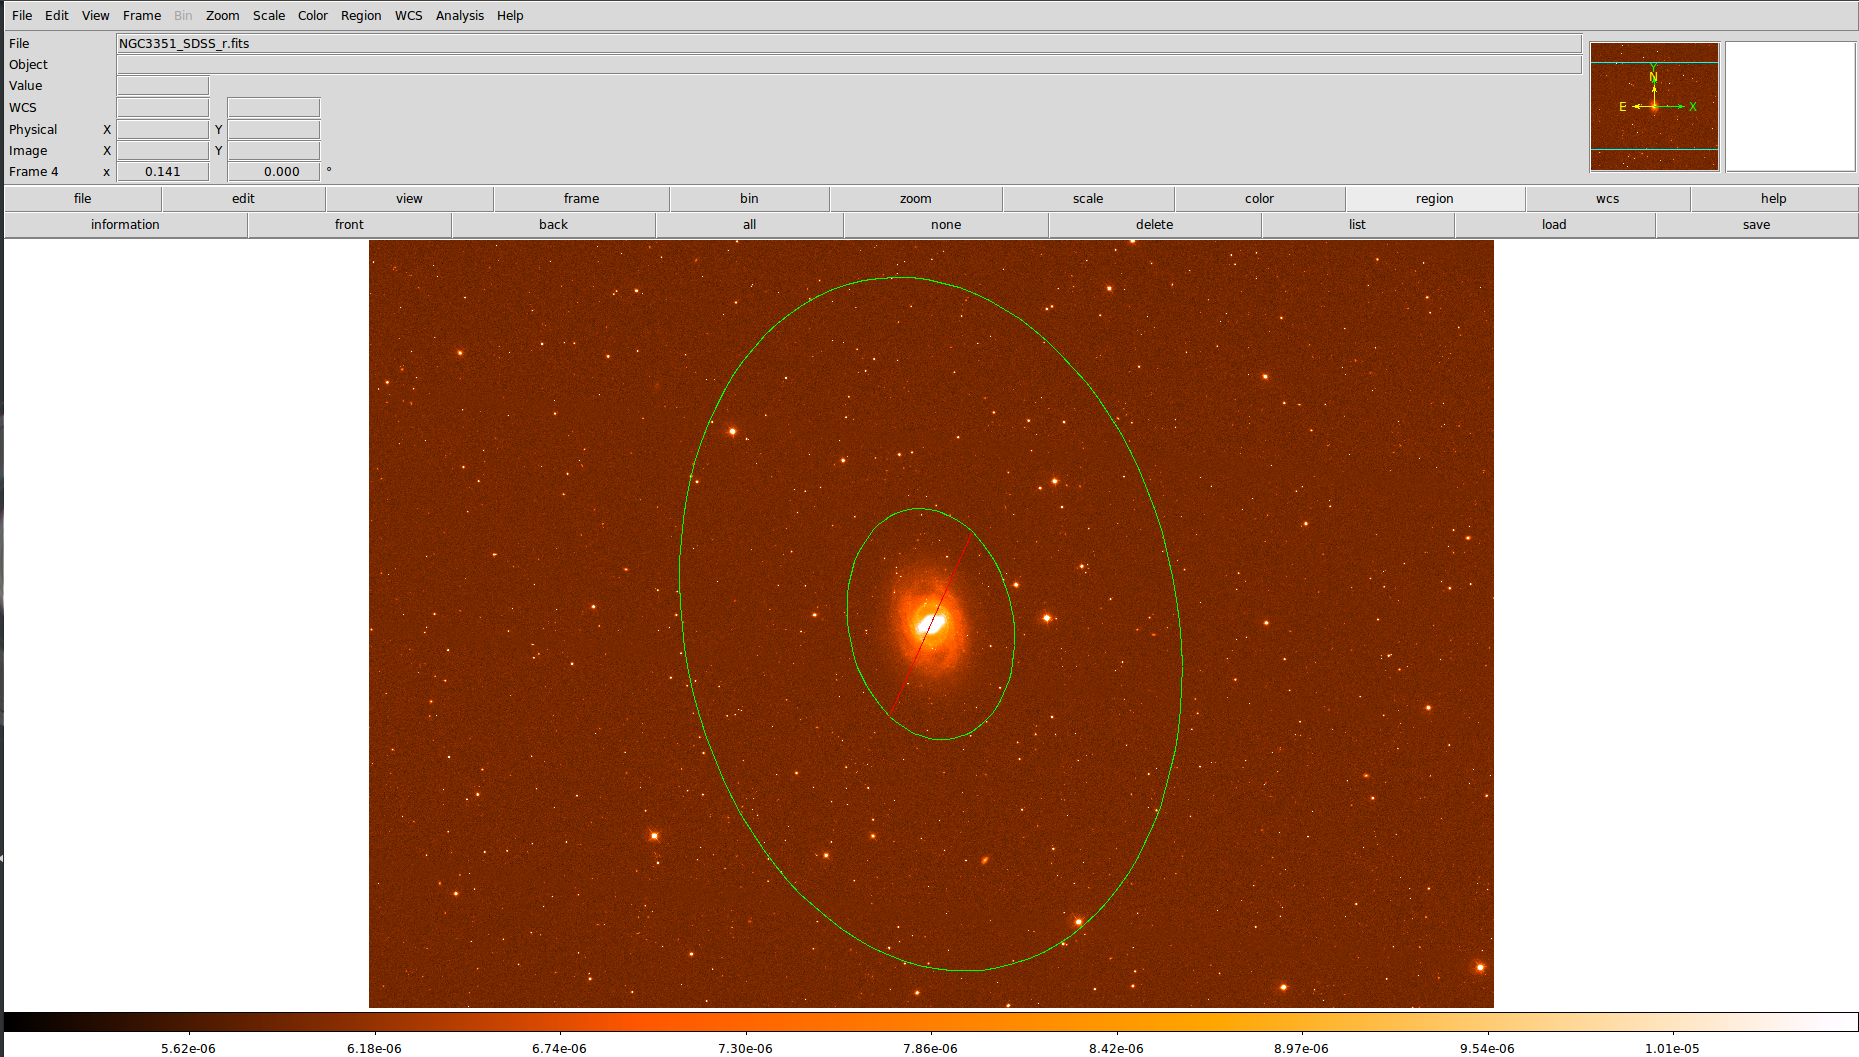 File Edit View Frame Bin Zoom Scale Color Region WCS Analysis Help
File NGC3351_SDSS_r.fits
Object
Value
WCS
Physical X Y
Image X Y
Frame 4 x 0.141 0.000 °
Y
N
E X
file edit view frame bin zoom scale color region wcs help
information front back all none delete list load save
5.62e-06 6.18e-06 6.74e-06 7.30e-06 7.86e-06 8.42e-06 8.97e-06 9.54e-06 1.01e-05